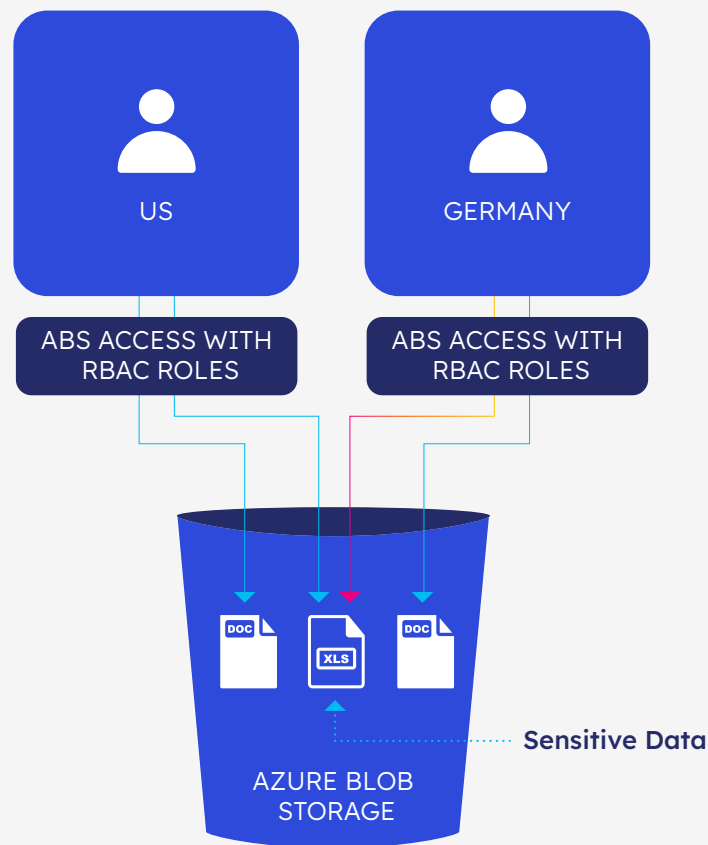 US
GERMANY
ABS ACCESS WITH
RBAC ROLES
ABS ACCESS WITH
RBAC ROLES
DOC
XLS
DOC
Sensitive Data
AZURE BLOB
STORAGE